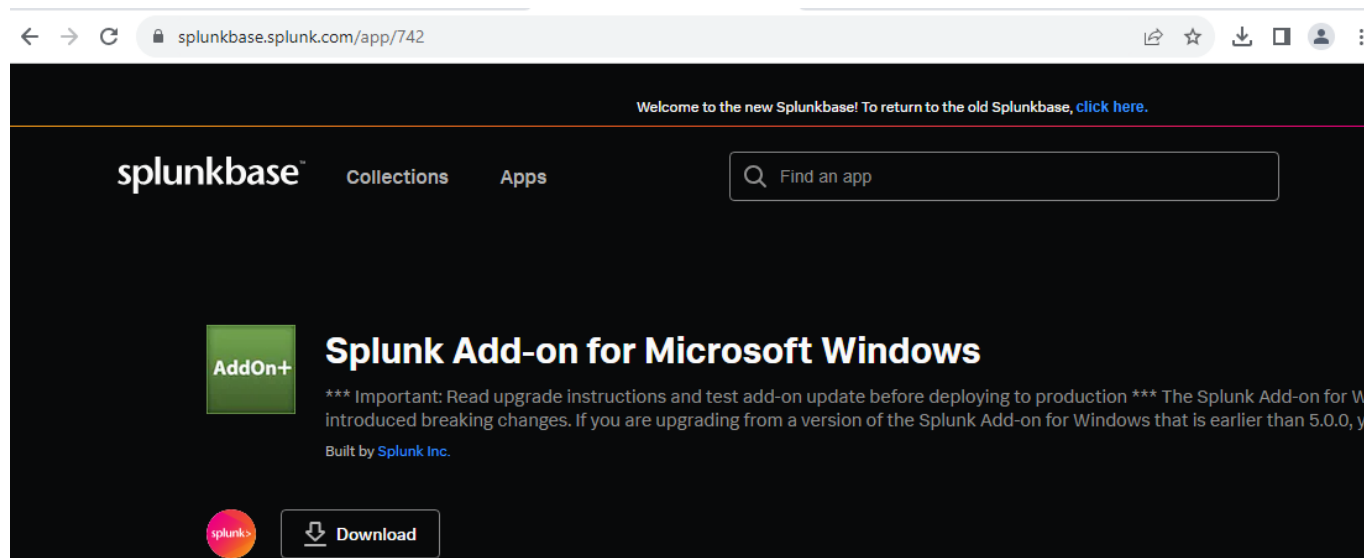 splunkbase.splunk.com/app/742
Welcome to the new Splunkbase! To return to the old Splunkbase, click here.
splunkbase™ Collections Apps Find an app
AddOn+
Splunk Add-on for Microsoft Windows
*** Important: Read upgrade instructions and test add-on update before deploying to production *** The Splunk Add-on for W
introduced breaking changes. If you are upgrading from a version of the Splunk Add-on for Windows that is earlier than 5.0.0, y
Built by Splunk Inc.
splunk> Download